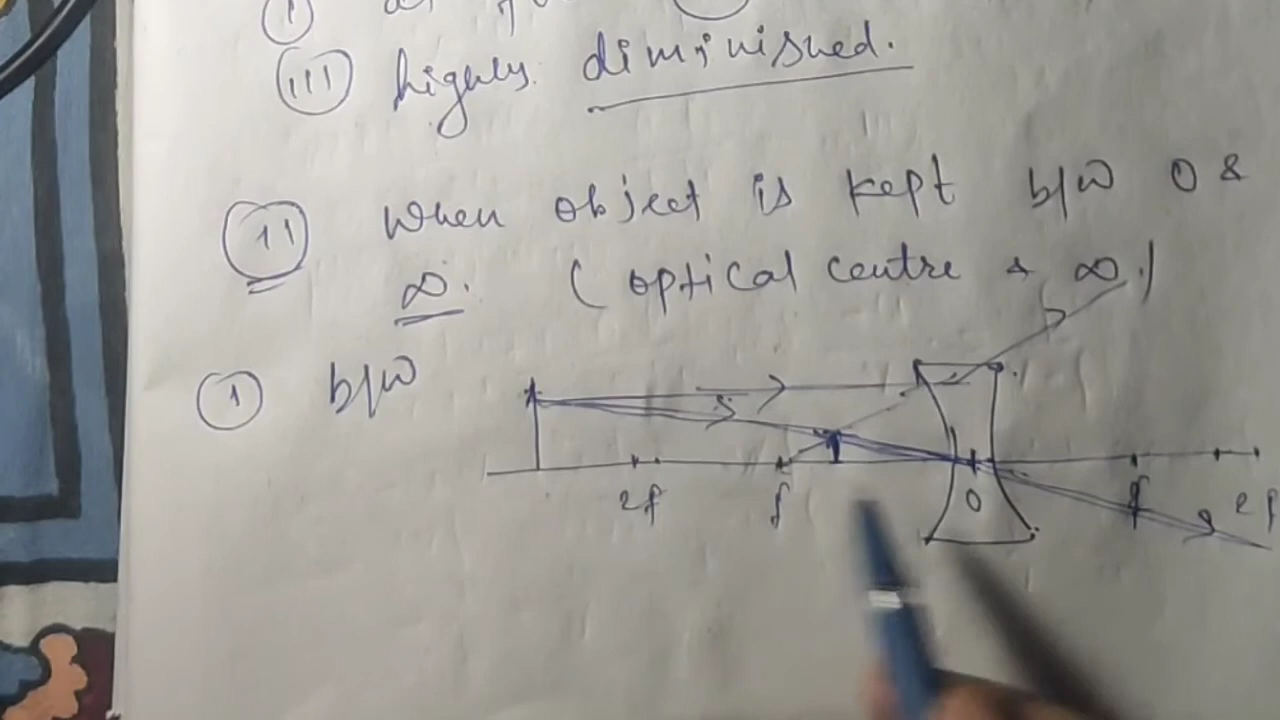 (I)
(III) highly diminished.
(11) When object is kept b/w O &
∞. (optical centre & ∞.)
(1) b/w
2f f O f 2f